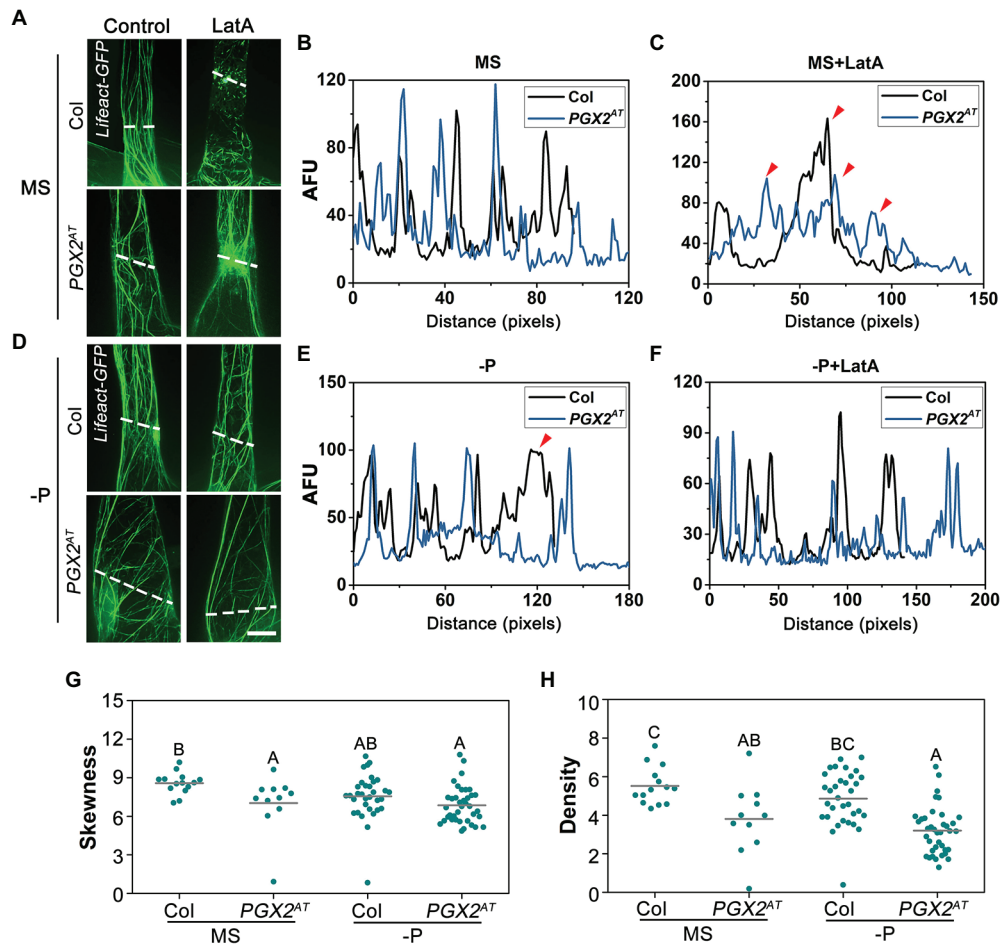 A
Control LatA
MS
Col
Lifeact-GFP
PGX2AT
D
-P
Col
Lifeact-GFP
PGX2AT
B
MS
AFU
120
80
40
0
Col
PGX2AT
0 40 80 120
Distance (pixels)
C
MS+LatA
200
160
120
80
40
0
Col
PGX2AT
0 50 100 150
Distance (pixels)
E
-P
AFU
150
100
50
0
Col
PGX2AT
0 60 120 180
Distance (pixels)
F
-P+LatA
120
90
60
30
0
Col
PGX2AT
0 50 100 150 200
Distance (pixels)
G
Skewness
15
12
9
6
3
0
B A AB A
Col PGX2AT Col PGX2AT
MS -P
H
Density
10
8
6
4
2
0
C AB BC A
Col PGX2AT Col PGX2AT
MS -P